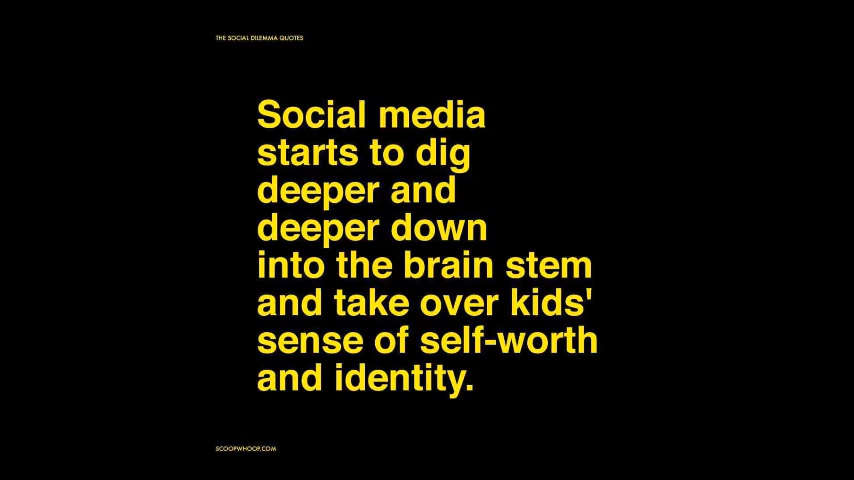 THE SOCIAL DILEMMA QUOTES
Social media
starts to dig
deeper and
deeper down
into the brain stem
and take over kids'
sense of self-worth
and identity.
SCOOPWHOOP.COM